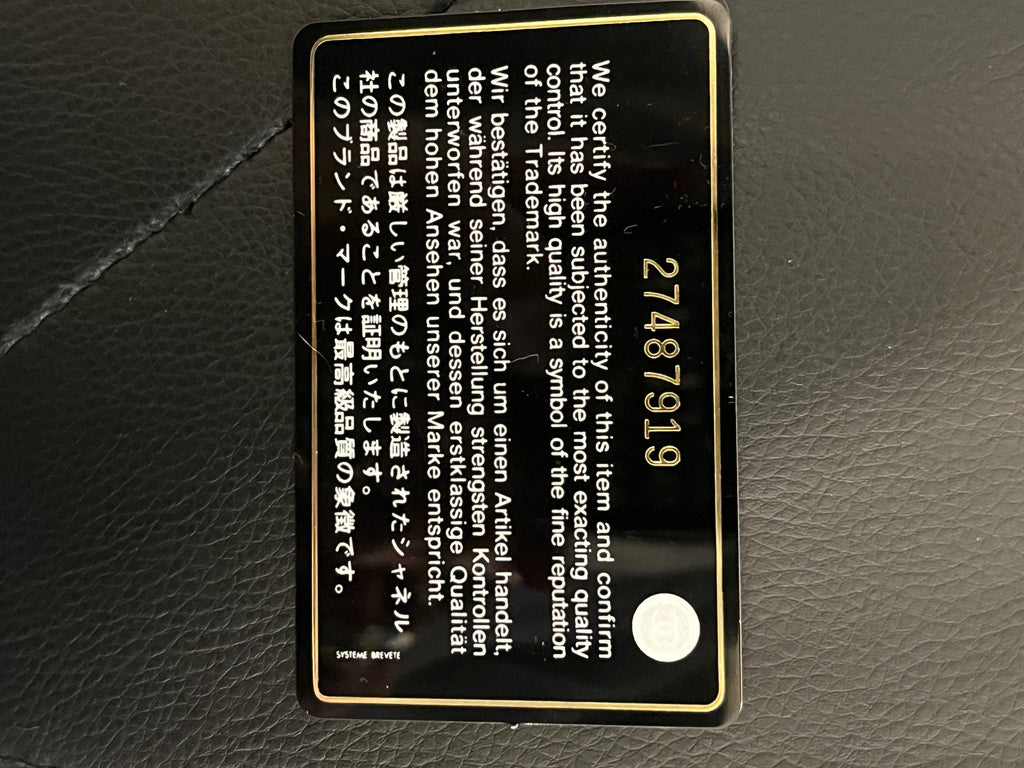 27487919
We certify the authenticity of this item and confirm
that it has been subjected to the most exacting quality
control. Its high quality is a symbol of the fine reputation
of the Trademark.
Wir bestätigen, dass es sich um einen Artikel handelt,
der während seiner Herstellung strengsten Kontrollen
unterworfen war, und dessen erstklassige Qualität
dem hohen Ansehen unserer Marke entspricht.
この製品は厳しい管理のもとに製造されたシャネル
社の商品であることを証明いたします。
このブランド・マークは最高級品質の象徴です。
SYSTEME BREVETE